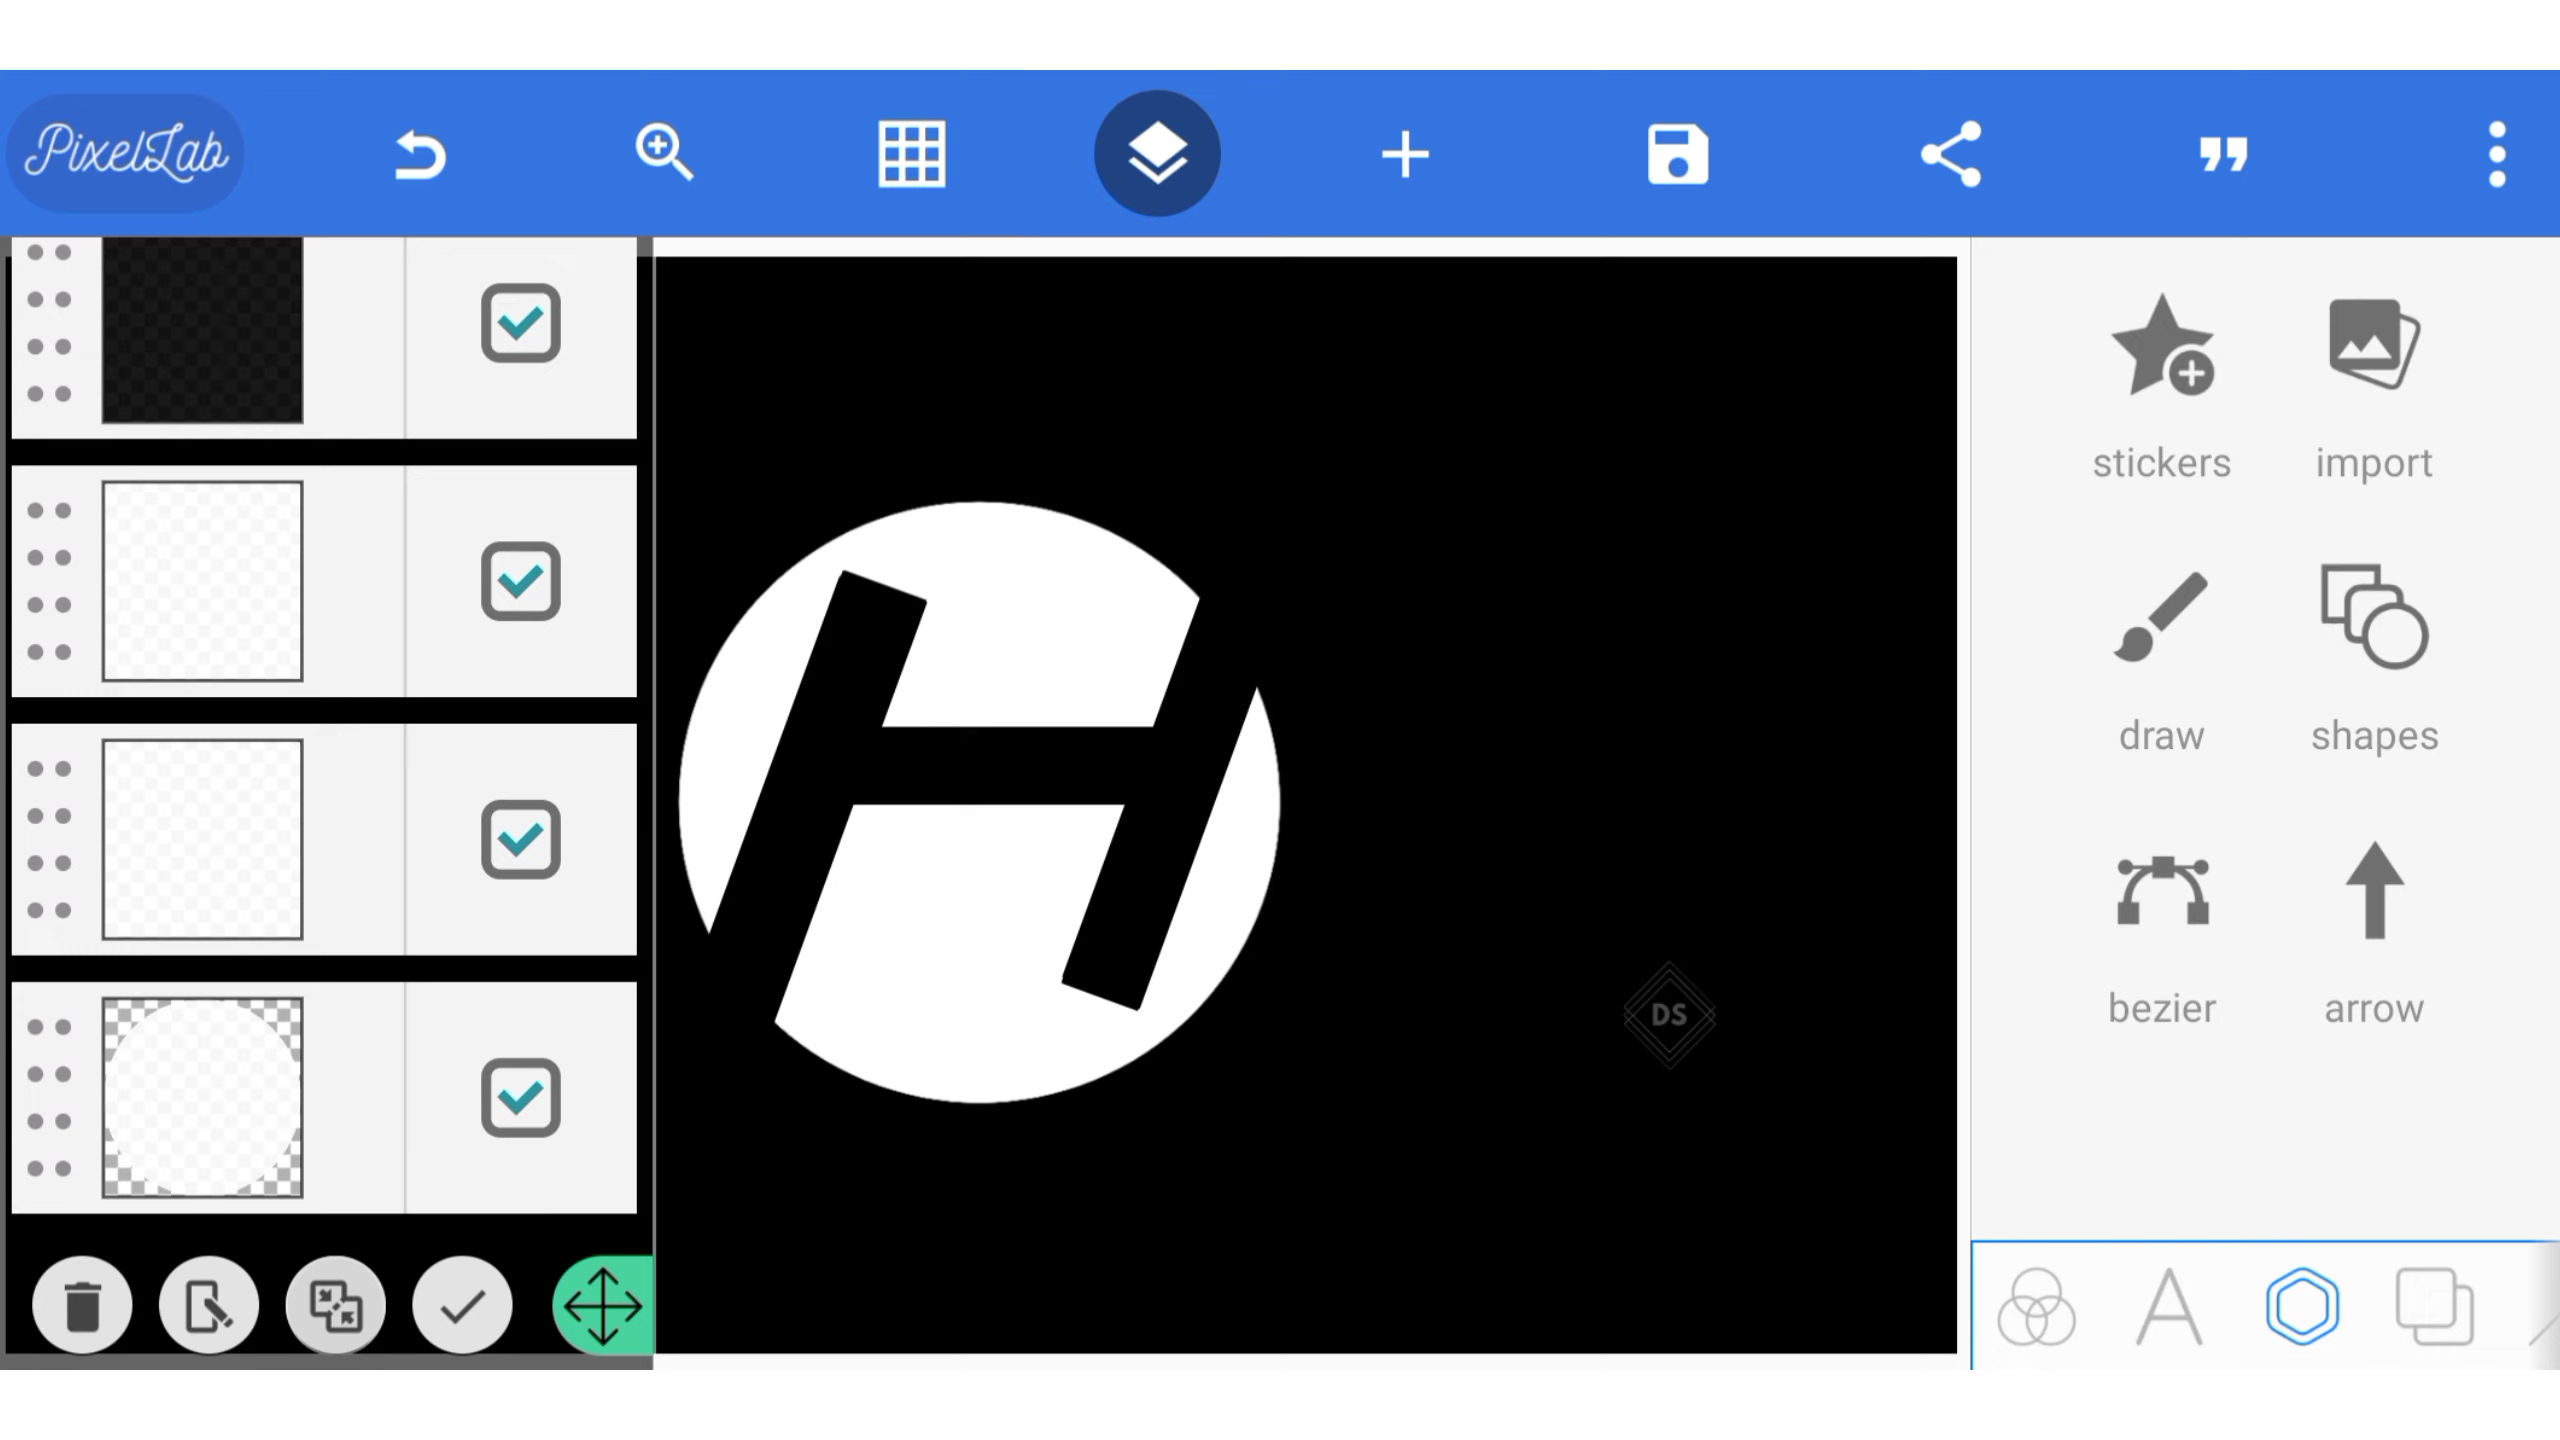 PixelLab
stickers
import
draw
shapes
bezier
arrow
DS